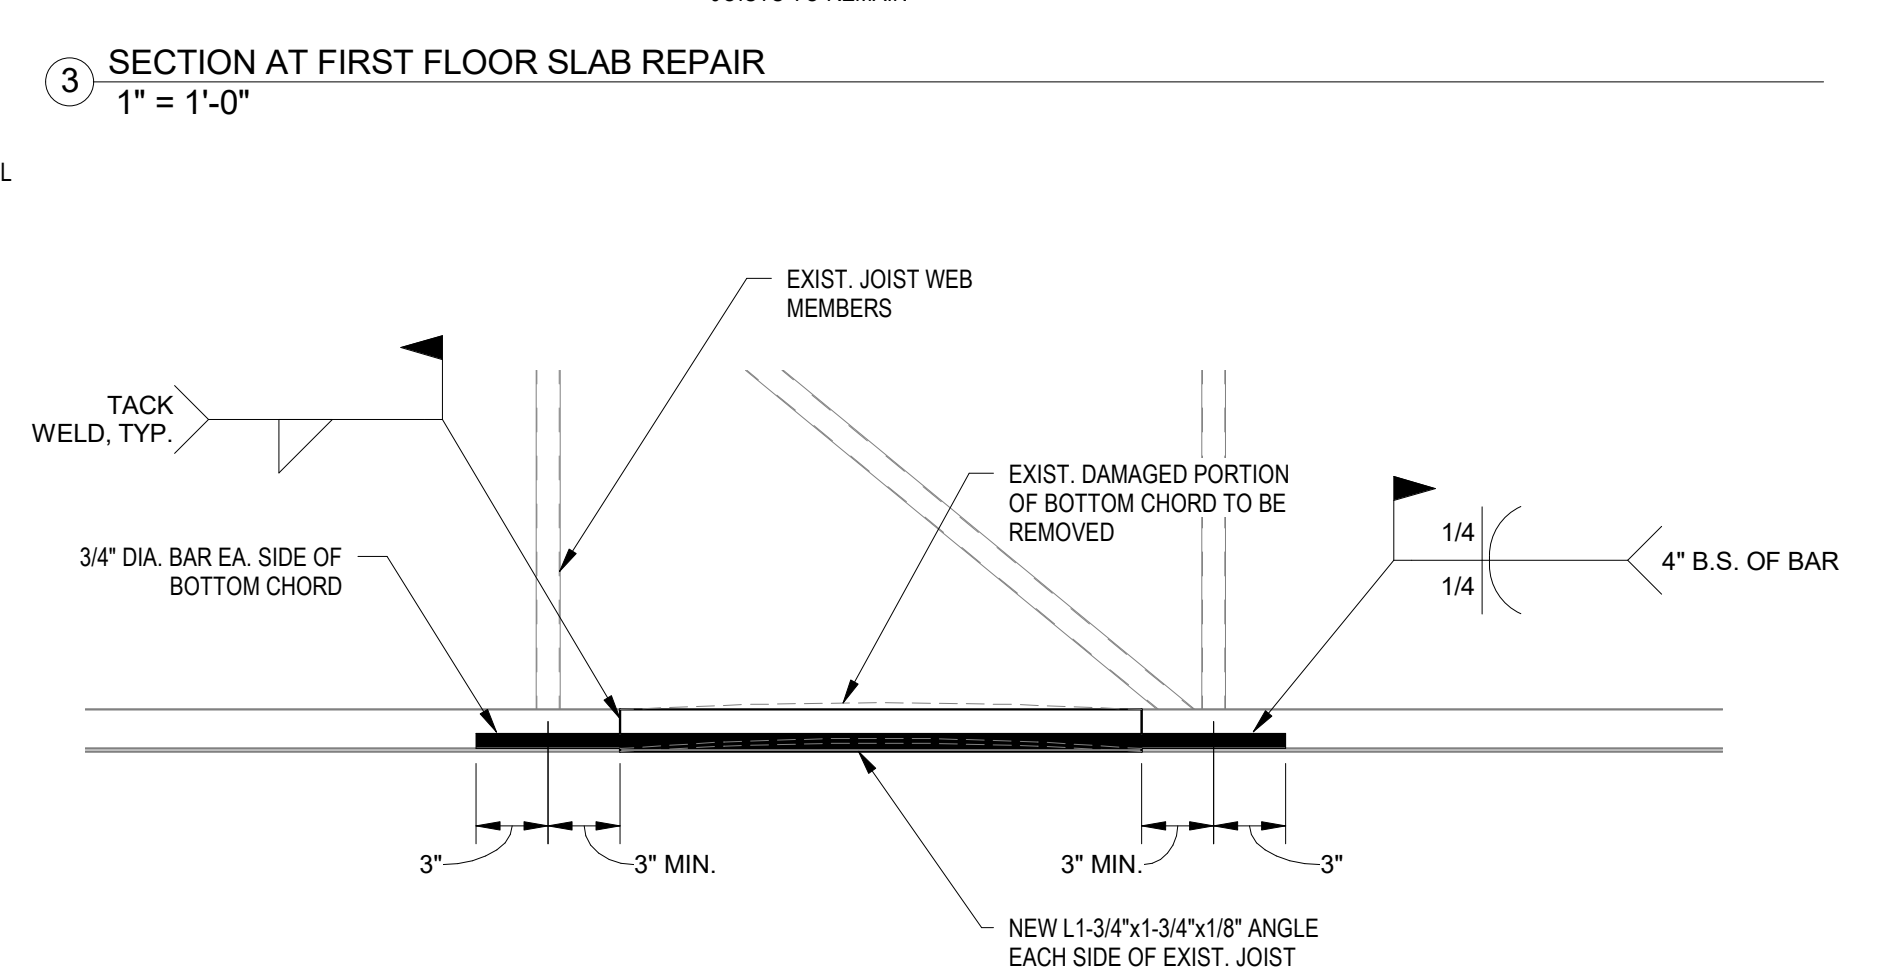 JOISTS TO REMAIN
3
SECTION AT FIRST FLOOR SLAB REPAIR
1" = 1'-0"
L
EXIST. JOIST WEB
MEMBERS
TACK
WELD, TYP.
EXIST. DAMAGED PORTION
OF BOTTOM CHORD TO BE
REMOVED
3/4" DIA. BAR EA. SIDE OF
BOTTOM CHORD
1/4
1/4
4" B.S. OF BAR
3"
3" MIN.
3" MIN.
3"
NEW L1-3/4"x1-3/4"x1/8" ANGLE
EACH SIDE OF EXIST. JOIST